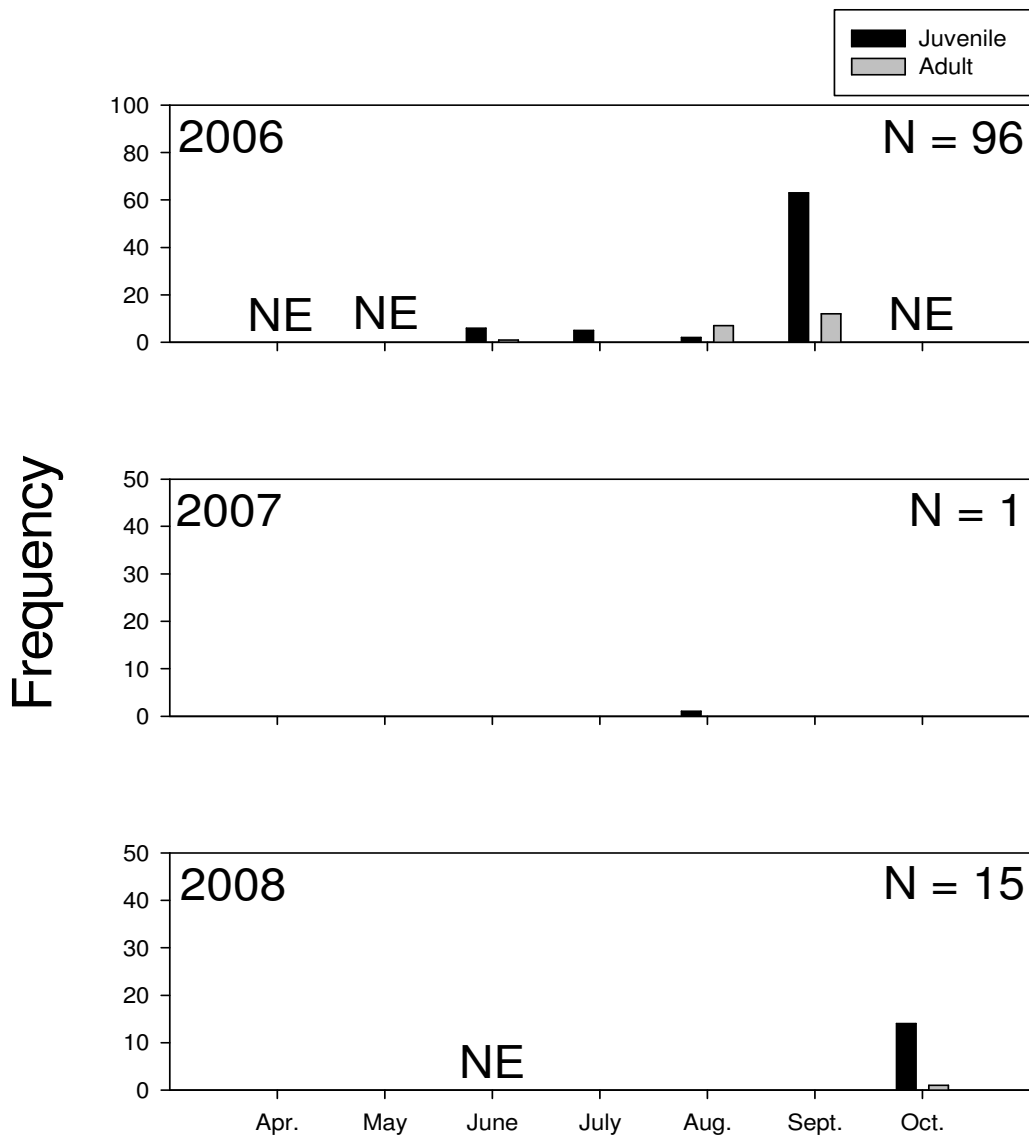 Juvenile
Adult
Frequency
100
80
60
40
20
0
2006
N = 96
NE
NE
NE
50
40
30
20
10
0
2007
N = 1
50
40
30
20
10
0
2008
N = 15
NE
Apr.
May
June
July
Aug.
Sept.
Oct.